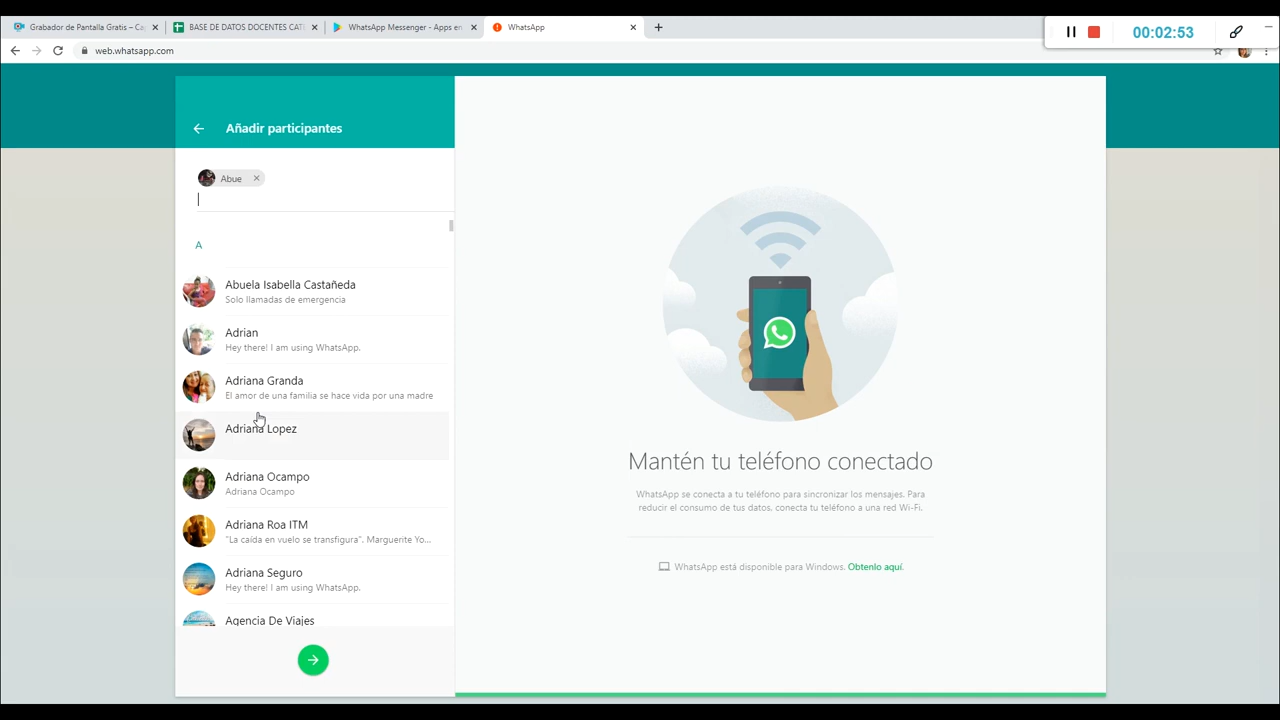 Grabador de Pantalla Gratis – Ca
BASE DE DATOS DOCENTES CAT
WhatsApp Messenger - Apps en
WhatsApp
00:02:53
web.whatsapp.com
Añadir participantes
Abue
A
Abuela Isabella Castañeda
Solo llamadas de emergencia
Adrian
Hey there! I am using WhatsApp.
Adriana Granda
El amor de una familia se hace vida por una madre
Adriana Lopez
Adriana Ocampo
Adriana Ocampo
Adriana Roa ITM
"La caída en vuelo se transfigura". Marguerite Yo...
Adriana Seguro
Hey there! I am using WhatsApp.
Agencia De Viajes
Mantén tu teléfono conectado
WhatsApp se conecta a tu teléfono para sincronizar los mensajes. Para
reducir el consumo de tus datos, conecta tu teléfono a una red Wi-Fi.
WhatsApp está disponible para Windows. Obtenlo aquí.